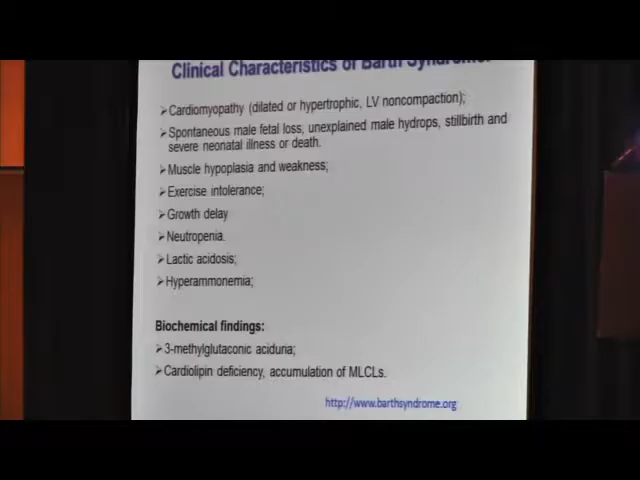 Clinical Characteristics of Barth Syndrome:
➢Cardiomyopathy (dilated or hypertrophic, LV noncompaction);
➢Spontaneous male fetal loss, unexplained male hydrops, stillbirth and
severe neonatal illness or death.
➢Muscle hypoplasia and weakness;
➢Exercise intolerance;
➢Growth delay
➢Neutropenia.
➢Lactic acidosis;
➢Hyperammonemia;
Biochemical findings:
➢3-methylglutaconic aciduria;
➢Cardiolipin deficiency, accumulation of MLCLs.
http://www.barthsyndrome.org